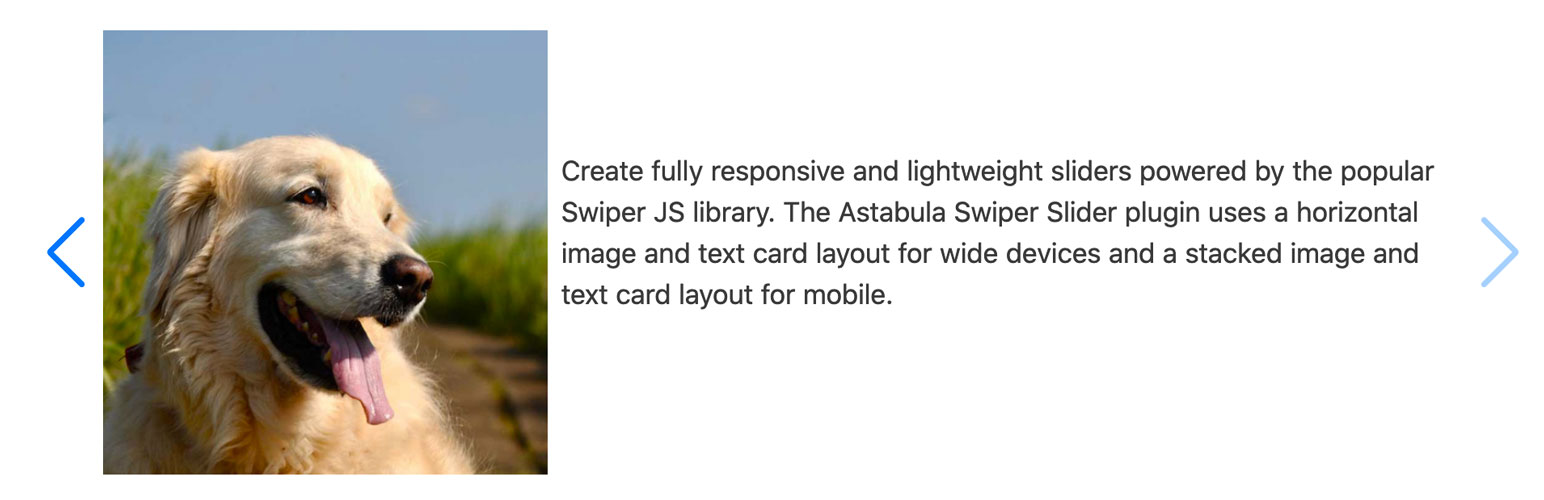 Create fully responsive and lightweight sliders powered by the popular
Swiper JS library. The Astabula Swiper Slider plugin uses a horizontal
image and text card layout for wide devices and a stacked image and
text card layout for mobile.